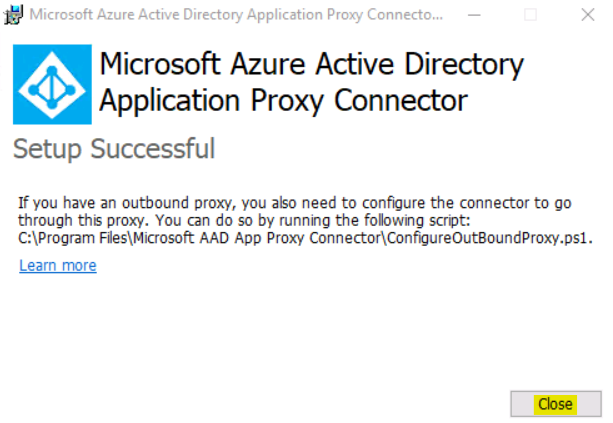 Microsoft Azure Active Directory Application Proxy Connecto...
Microsoft Azure Active Directory
Application Proxy Connector
Setup Successful
If you have an outbound proxy, you also need to configure the connector to go
through this proxy. You can do so by running the following script:
C:\Program Files\Microsoft AAD App Proxy Connector\ConfigureOutBoundProxy.ps1.
Learn more
Close